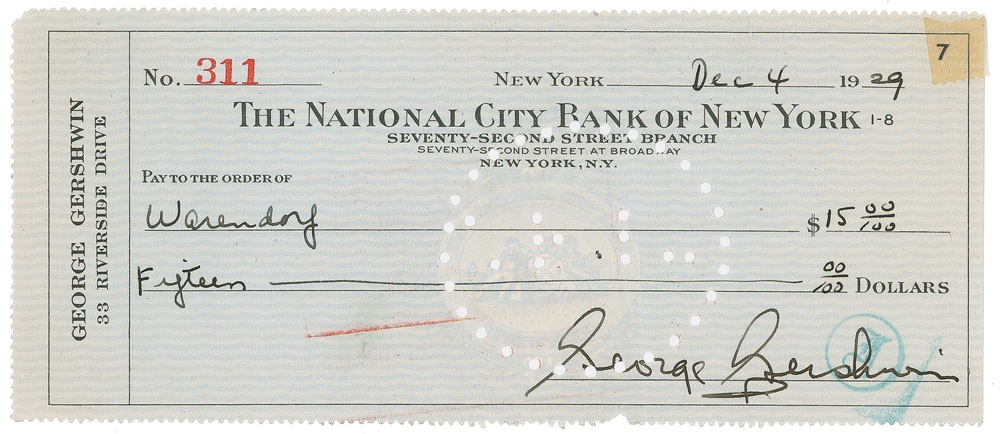 7
No. 311 NEW YORK Dec 4 19 29
THE NATIONAL CITY BANK OF NEW YORK 1-8
SEVENTY-SECOND STREET BRANCH
SEVENTY-SECOND STREET AT BROADWAY
NEW YORK, N.Y.
PAY TO THE ORDER OF
Warendorf $15 00/100
Fifteen 00/100 DOLLARS
George Gershwin
GEORGE GERSHWIN
33 RIVERSIDE DRIVE